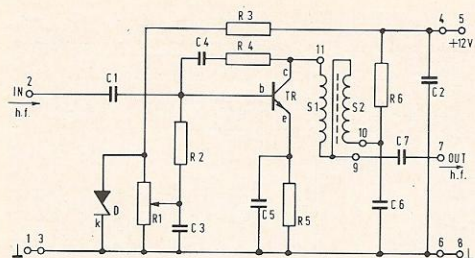 R3
4 5
+12V
C4 R4
11
2
IN
h.f.
C1
c
b
TR
e
S1
S2
R6
C2
10
C7
7
OUT
h.f.
9
R2
D
k
R1
C3
C5
R5
C6
1 3
6 8